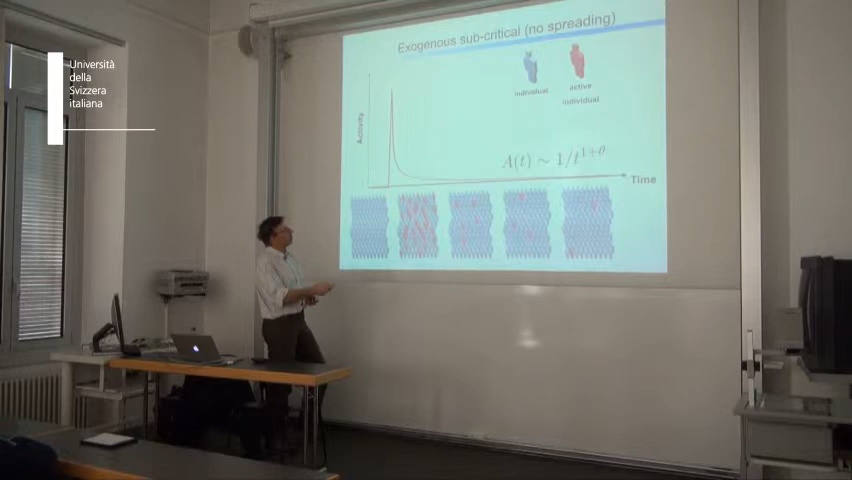 Università
della
Svizzera
italiana
Exogenous sub-critical (no spreading)
individual
active
individual
Activity
A(t) ~ 1/t^{1+θ}
Time